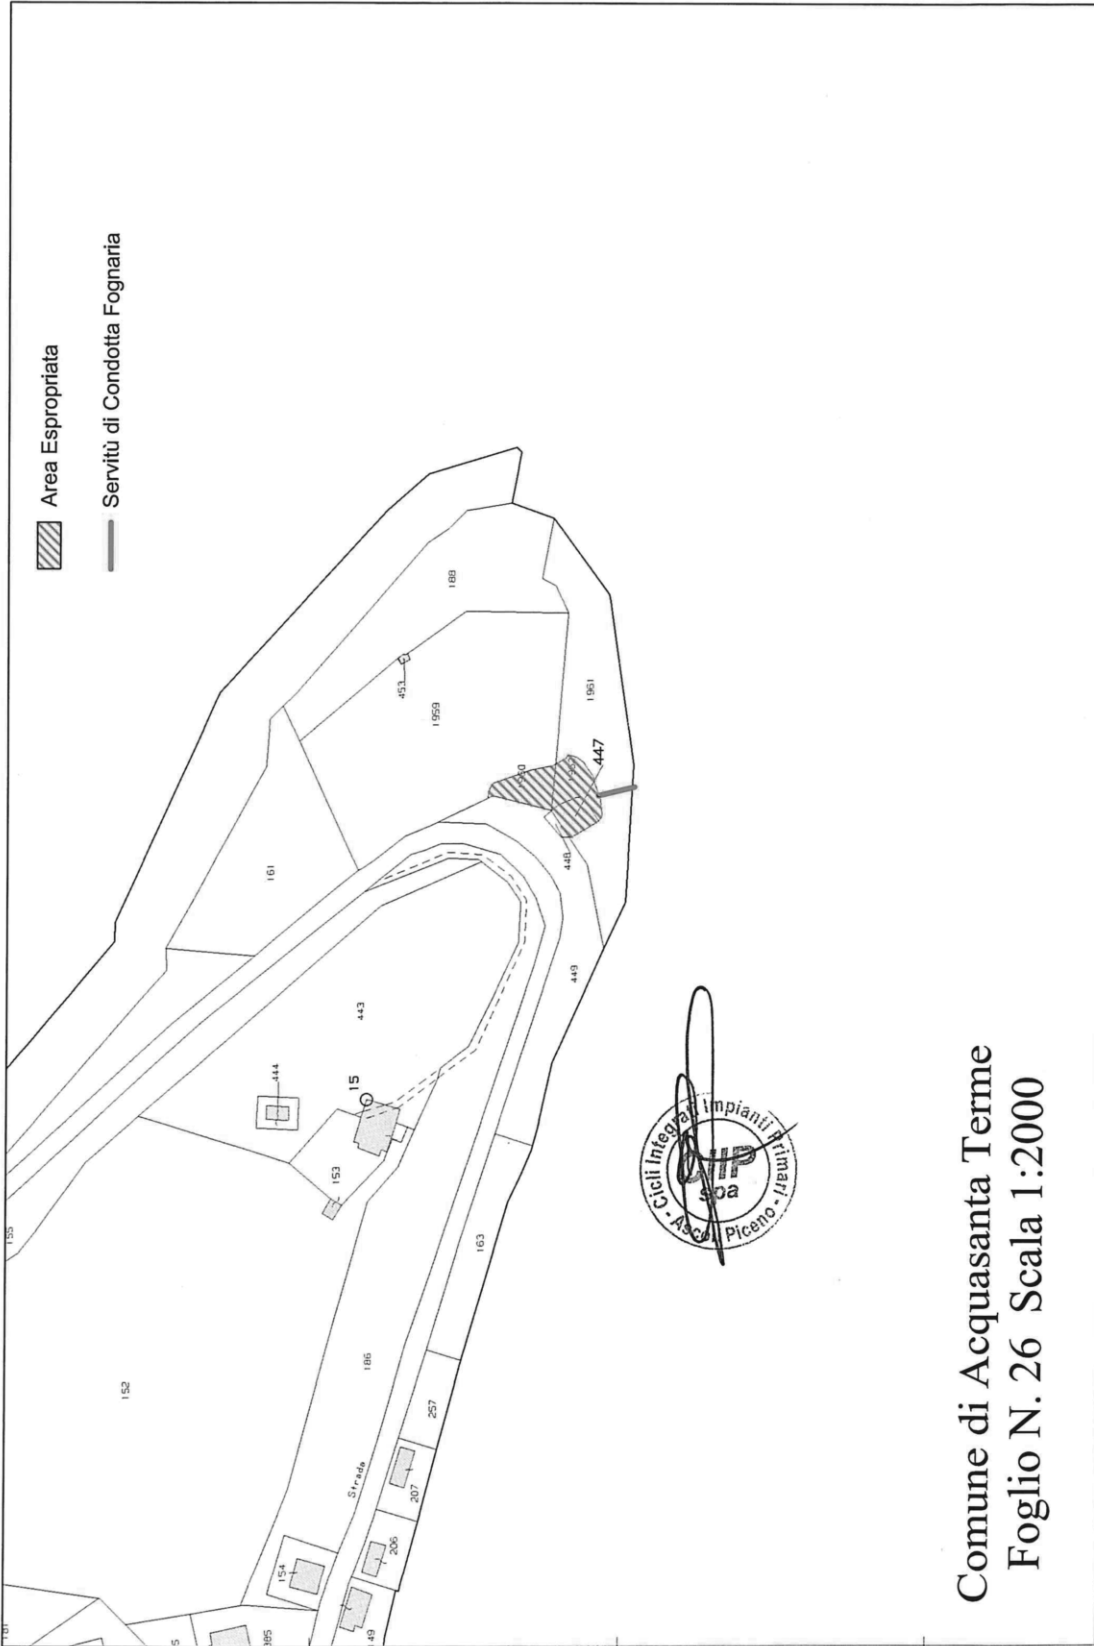 Area Espropriata
Servitù di Condotta Fognaria
188
453
1959
1961
447
448
161
449
443
444
15
153
163
155
152
186
257
Strada
207
206
154
149
181
Cicli Integrati Impianti Primari - Ascoli Piceno -
CIIP
spa
Comune di Acquasanta Terme
Foglio N. 26 Scala 1:2000